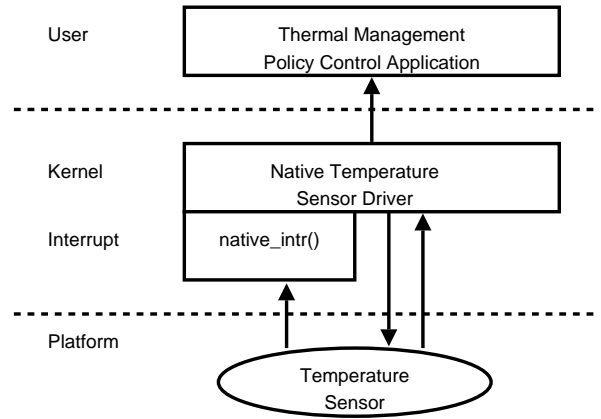 User
Thermal Management
Policy Control Application
Kernel
Native Temperature
Sensor Driver
Interrupt
native_intr()
Platform
Temperature
Sensor